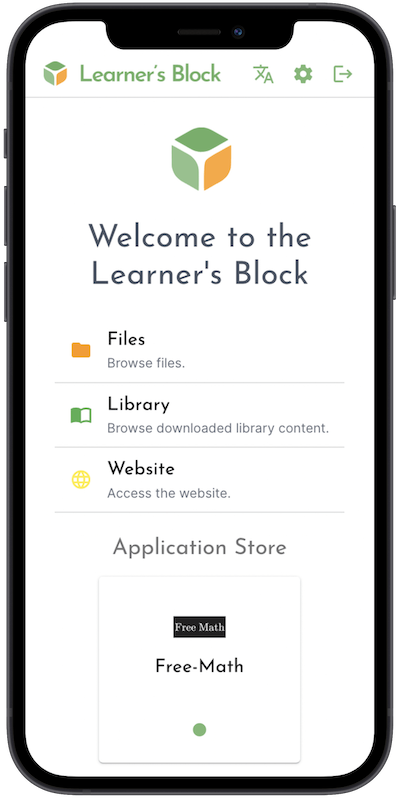 Learner's Block
Welcome to the
Learner's Block
Files
Browse files.
Library
Browse downloaded library content.
Website
Access the website.
Application Store
Free Math
Free-Math